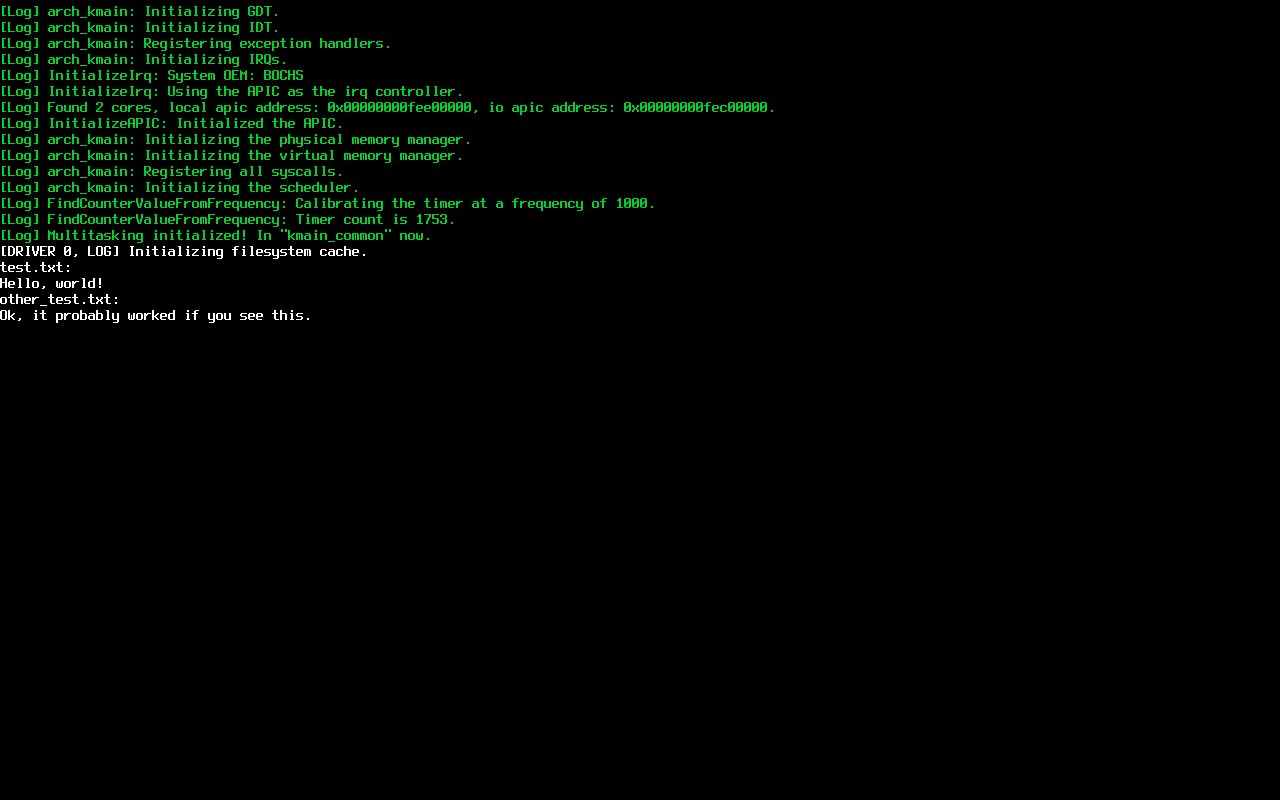 [Log] arch_kmain: Initializing GDT.
[Log] arch_kmain: Initializing IDT.
[Log] arch_kmain: Registering exception handlers.
[Log] arch_kmain: Initializing IRQs.
[Log] InitializeIrq: System OEM: BOCHS
[Log] InitializeIrq: Using the APIC as the irq controller.
[Log] Found 2 cores, local apic address: 0x00000000fee00000, io apic address: 0x00000000fec00000.
[Log] InitializeAPIC: Initialized the APIC.
[Log] arch_kmain: Initializing the physical memory manager.
[Log] arch_kmain: Initializing the virtual memory manager.
[Log] arch_kmain: Registering all syscalls.
[Log] arch_kmain: Initializing the scheduler.
[Log] FindCounterValueFromFrequency: Calibrating the timer at a frequency of 1000.
[Log] FindCounterValueFromFrequency: Timer count is 1753.
[Log] Multitasking initialized! In "kmain_common" now.
[DRIVER 0, LOG] Initializing filesystem cache.
test.txt:
Hello, world!
other_test.txt:
Ok, it probably worked if you see this.